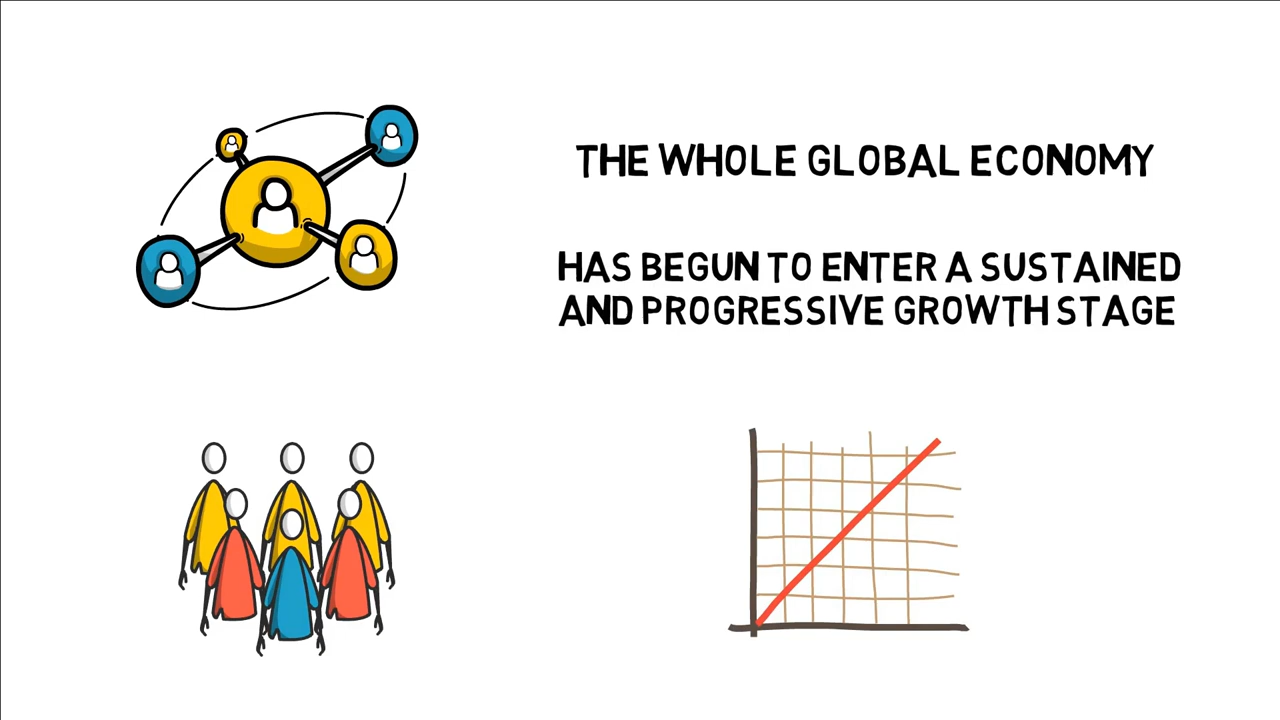 THE WHOLE GLOBAL ECONOMY
HAS BEGUN TO ENTER A SUSTAINED
AND PROGRESSIVE GROWTH STAGE